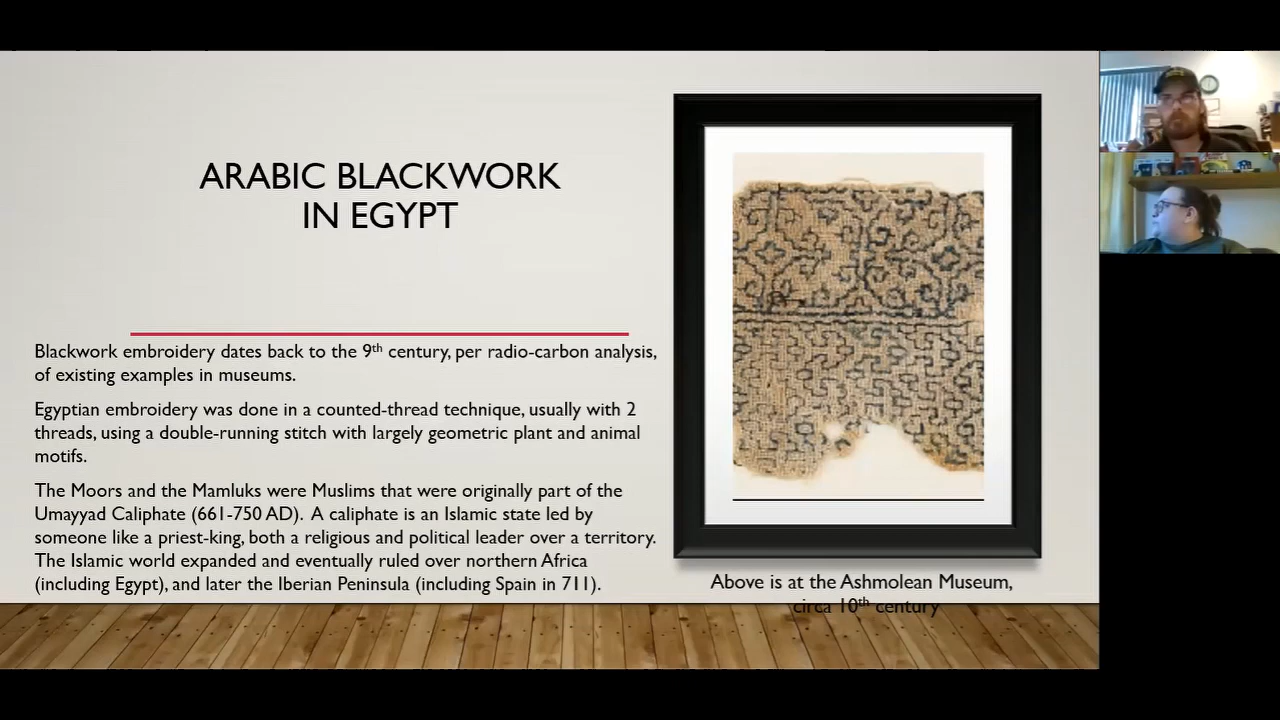 ARABIC BLACKWORK
IN EGYPT
Blackwork embroidery dates back to the 9th century, per radio-carbon analysis,
of existing examples in museums.
Egyptian embroidery was done in a counted-thread technique, usually with 2
threads, using a double-running stitch with largely geometric plant and animal
motifs.
The Moors and the Mamluks were Muslims that were originally part of the
Umayyad Caliphate (661-750 AD). A caliphate is an Islamic state led by
someone like a priest-king, both a religious and political leader over a territory.
The Islamic world expanded and eventually ruled over northern Africa
(including Egypt), and later the Iberian Peninsula (including Spain in 711).
Above is at the Ashmolean Museum,
circa 10th century